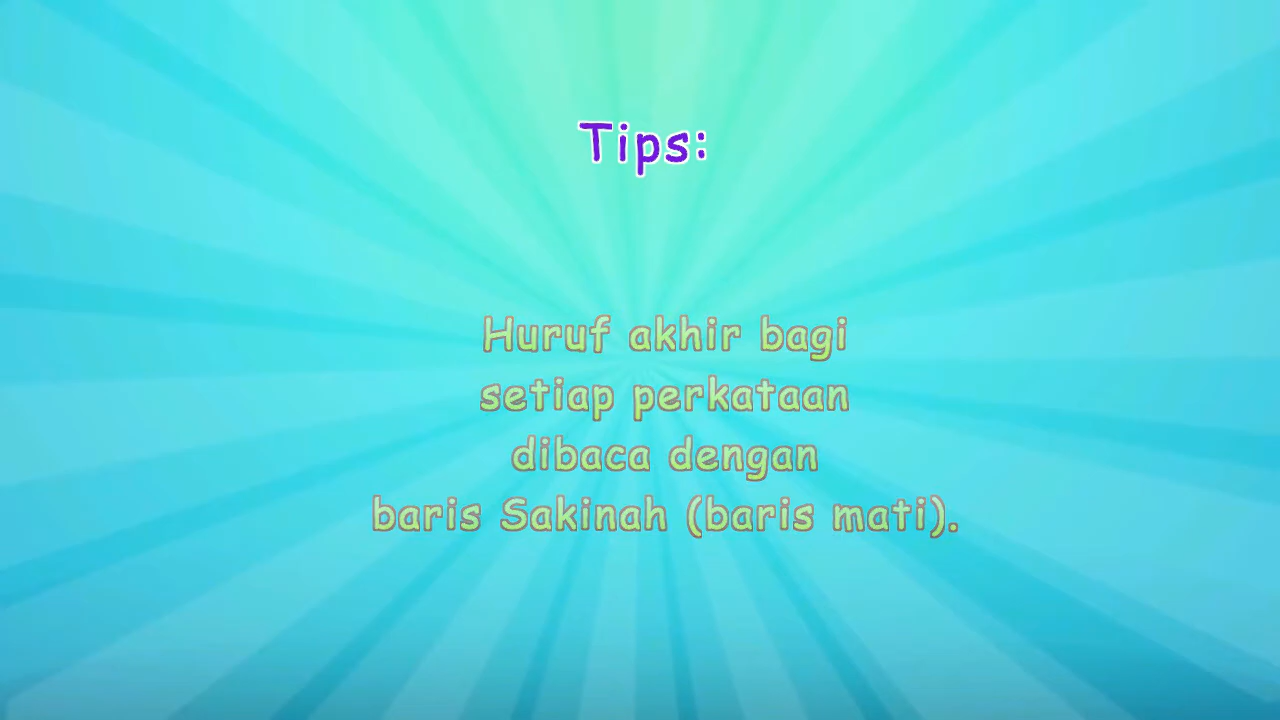 Tips:
Huruf akhir bagi
setiap perkataan
dibaca dengan
baris Sakinah (baris mati).